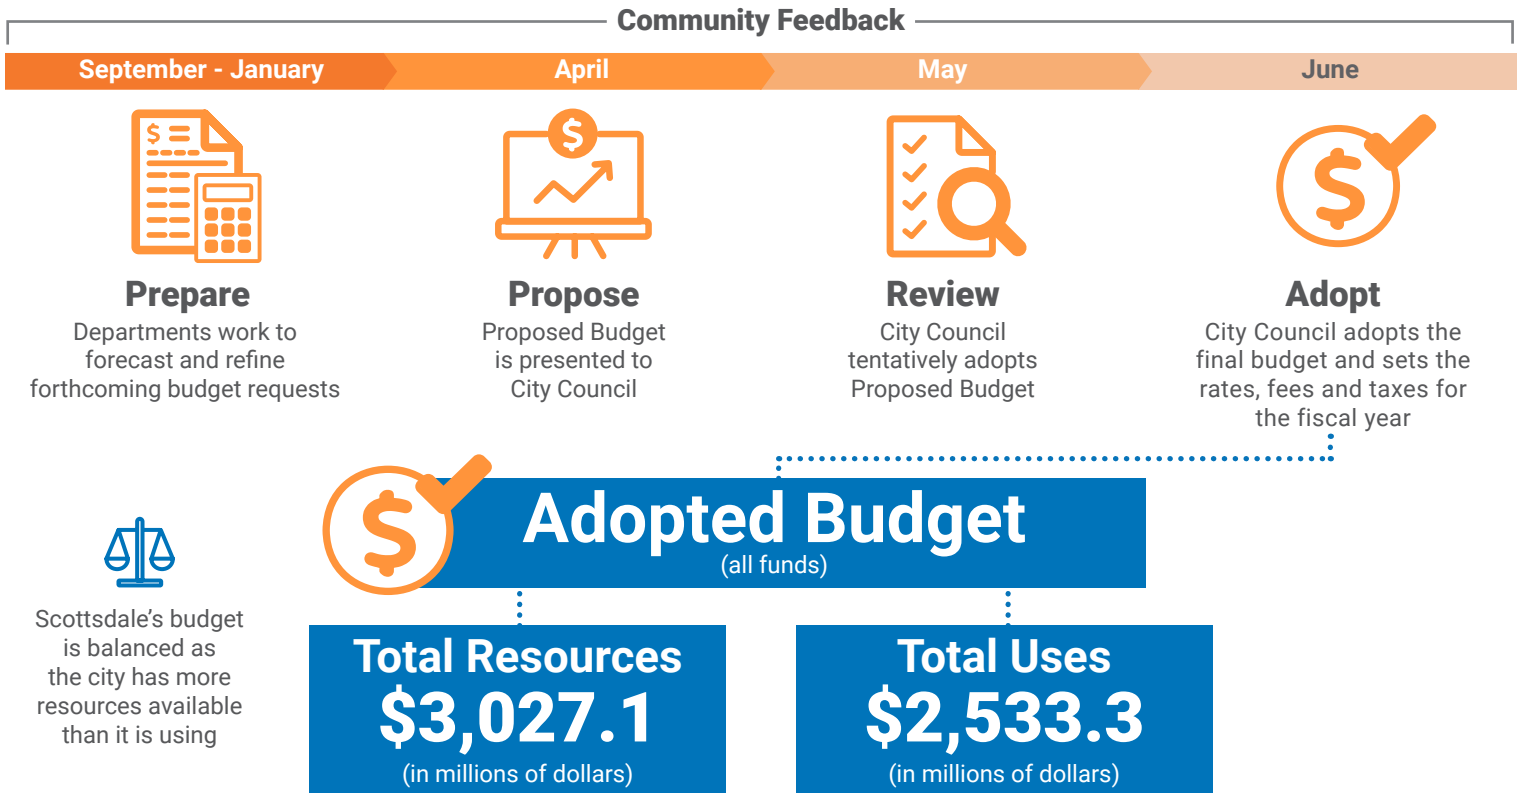 Community Feedback
September - January
April
May
June
$
$
$
Prepare
Departments work to
forecast and refine
forthcoming budget requests
Propose
Proposed Budget
is presented to
City Council
Review
City Council
tentatively adopts
Proposed Budget
Adopt
City Council adopts the
final budget and sets the
rates, fees and taxes for
the fiscal year
$
Adopted Budget
(all funds)
Scottsdale’s budget
is balanced as
the city has more
resources available
than it is using
Total Resources
$3,027.1
(in millions of dollars)
Total Uses
$2,533.3
(in millions of dollars)